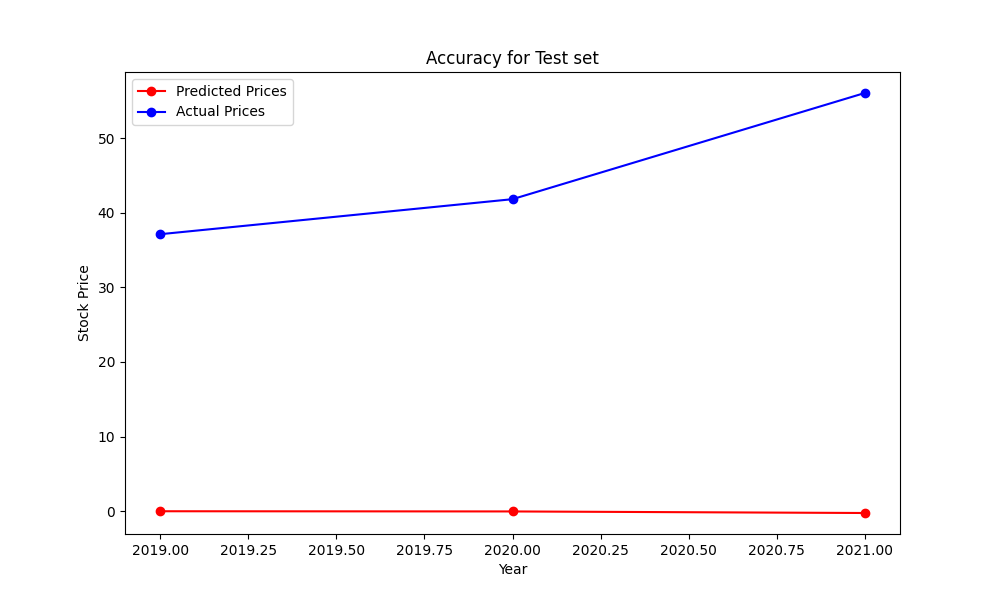 Accuracy for Test set
Predicted Prices
Actual Prices
Stock Price
50
40
30
20
10
0
2019.00 2019.25 2019.50 2019.75 2020.00 2020.25 2020.50 2020.75 2021.00
Year